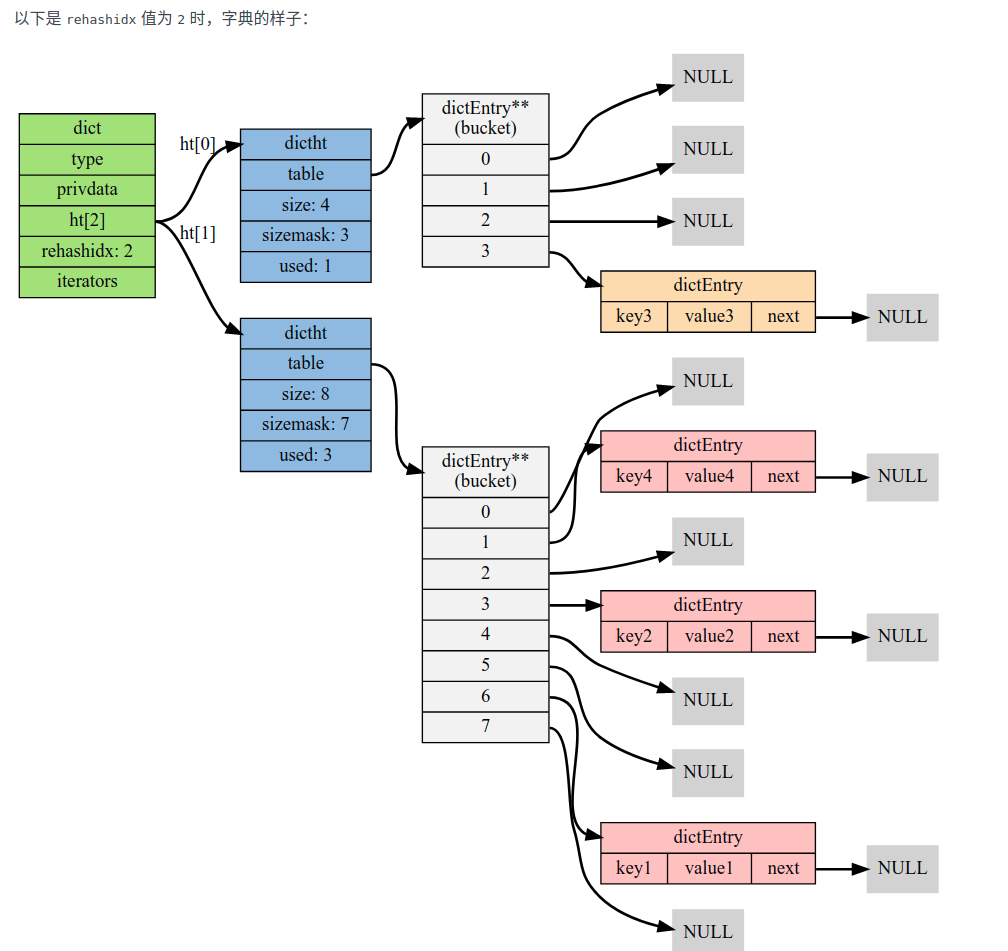 以下是 rehashidx 值为 2 时，字典的样子：
dict
type
privdata
ht[2]
rehashidx: 2
iterators
ht[0]
ht[1]
dictht
table
size: 4
sizemask: 3
used: 1
dictht
table
size: 8
sizemask: 7
used: 3
dictEntry**
(bucket)
0
1
2
3
NULL
NULL
NULL
dictEntry
key3 value3 next
NULL
dictEntry**
(bucket)
0
1
2
3
4
5
6
7
NULL
dictEntry
key4 value4 next
NULL
NULL
dictEntry
key2 value2 next
NULL
NULL
NULL
dictEntry
key1 value1 next
NULL
NULL